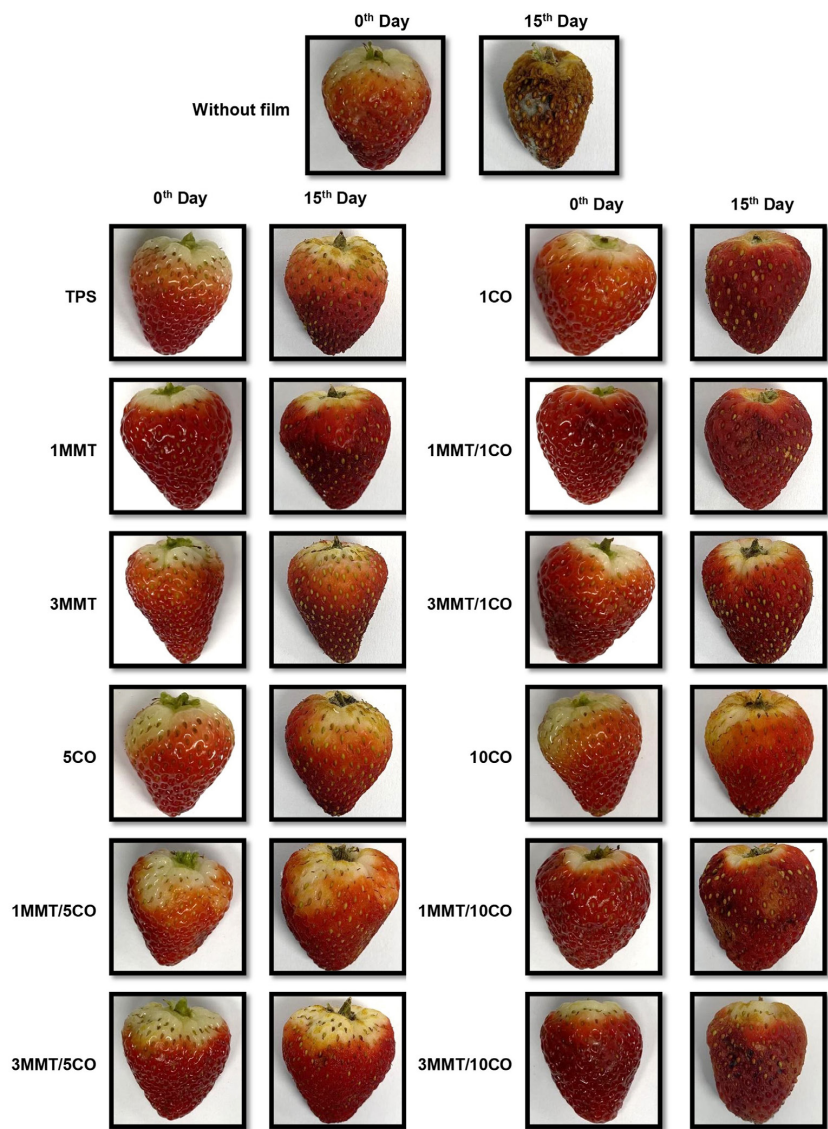 0th Day 15th Day
Without film
0th Day 15th Day 0th Day 15th Day
TPS 1CO
1MMT 1MMT/1CO
3MMT 3MMT/1CO
5CO 10CO
1MMT/5CO 1MMT/10CO
3MMT/5CO 3MMT/10CO